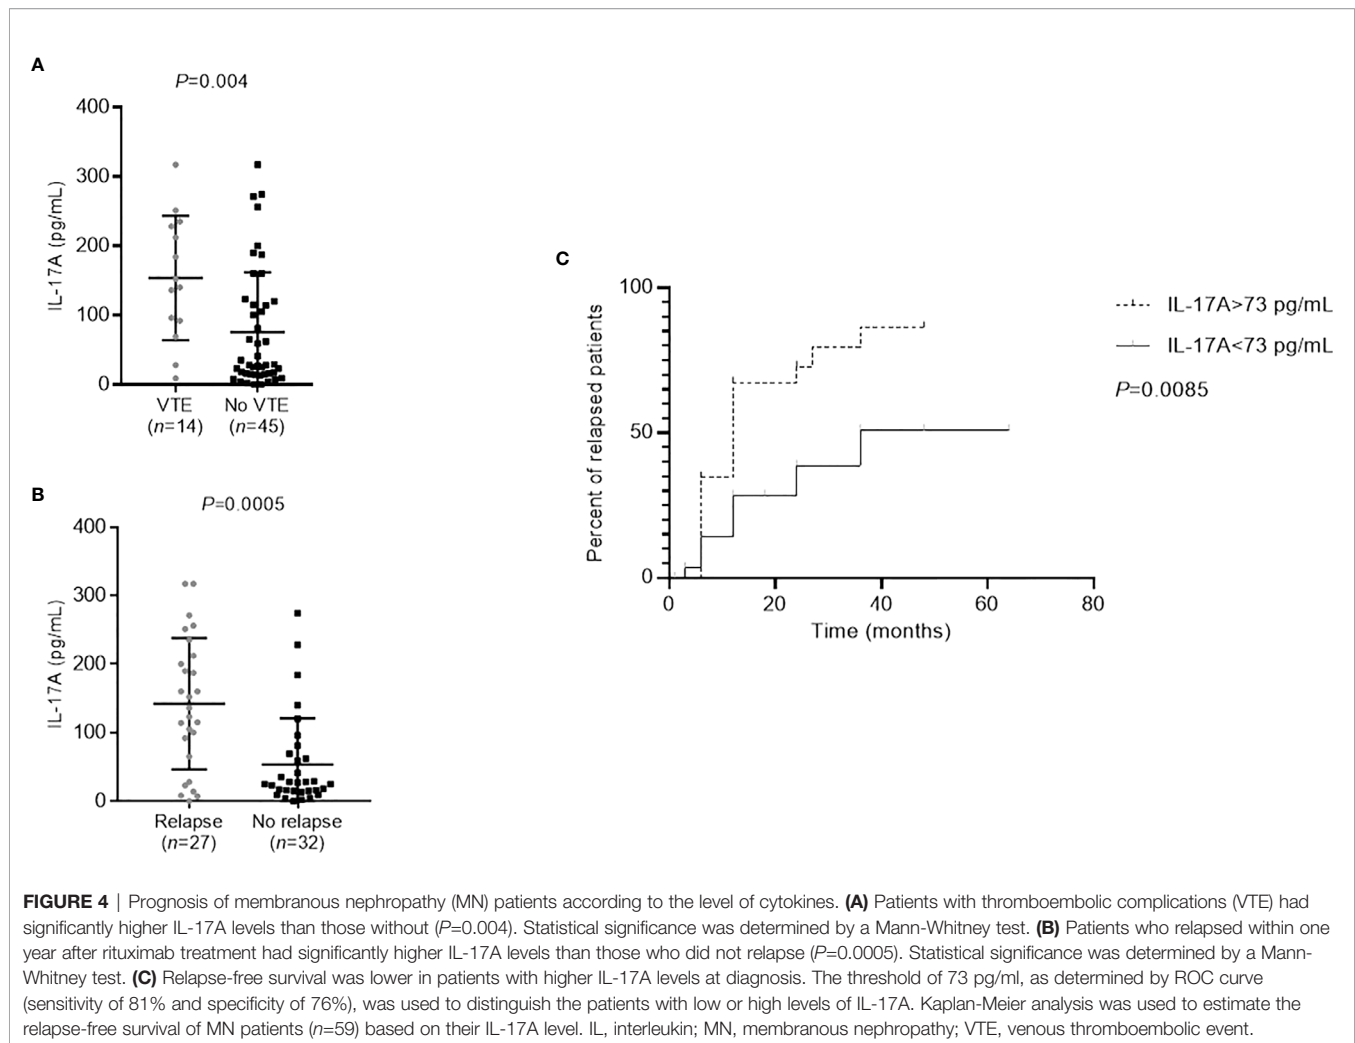 A
P=0.004
400
300
200
100
0
IL-17A (pg/mL)
VTE
(n=14)
No VTE
(n=45)
B
P=0.0005
400
300
200
100
0
IL-17A (pg/mL)
Relapse
(n=27)
No relapse
(n=32)
C
100
50
0
Percent of relapsed patients
0 20 40 60 80
Time (months)
IL-17A>73 pg/mL
IL-17A<73 pg/mL
P=0.0085
FIGURE 4 | Prognosis of membranous nephropathy (MN) patients according to the level of cytokines. (A) Patients with thromboembolic complications (VTE) had
significantly higher IL-17A levels than those without (P=0.004). Statistical significance was determined by a Mann-Whitney test. (B) Patients who relapsed within one
year after rituximab treatment had significantly higher IL-17A levels than those who did not relapse (P=0.0005). Statistical significance was determined by a Mann-
Whitney test. (C) Relapse-free survival was lower in patients with higher IL-17A levels at diagnosis. The threshold of 73 pg/ml, as determined by ROC curve
(sensitivity of 81% and specificity of 76%), was used to distinguish the patients with low or high levels of IL-17A. Kaplan-Meier analysis was used to estimate the
relapse-free survival of MN patients (n=59) based on their IL-17A level. IL, interleukin; MN, membranous nephropathy; VTE, venous thromboembolic event.